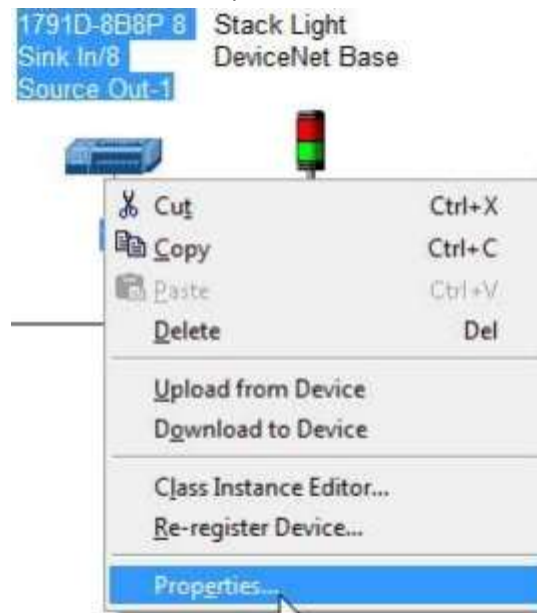 1791D-8B8P 8
Sink In/8
Source Out-1
Stack Light
DeviceNet Base
Cut Ctrl+X
Copy Ctrl+C
Paste Ctrl+V
Delete Del
Upload from Device
Download to Device
Class Instance Editor...
Re-register Device...
Properties...